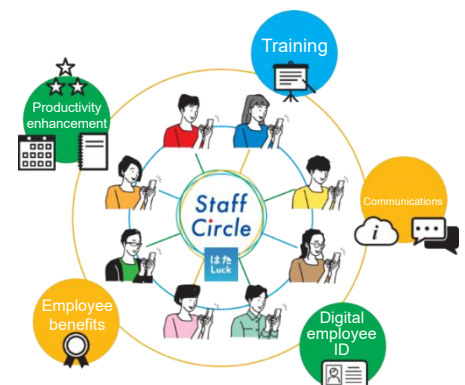 Training
Productivity
enhancement
Communications
Staff
Circle
はた
Luck
Employee
benefits
Digital
employee
ID